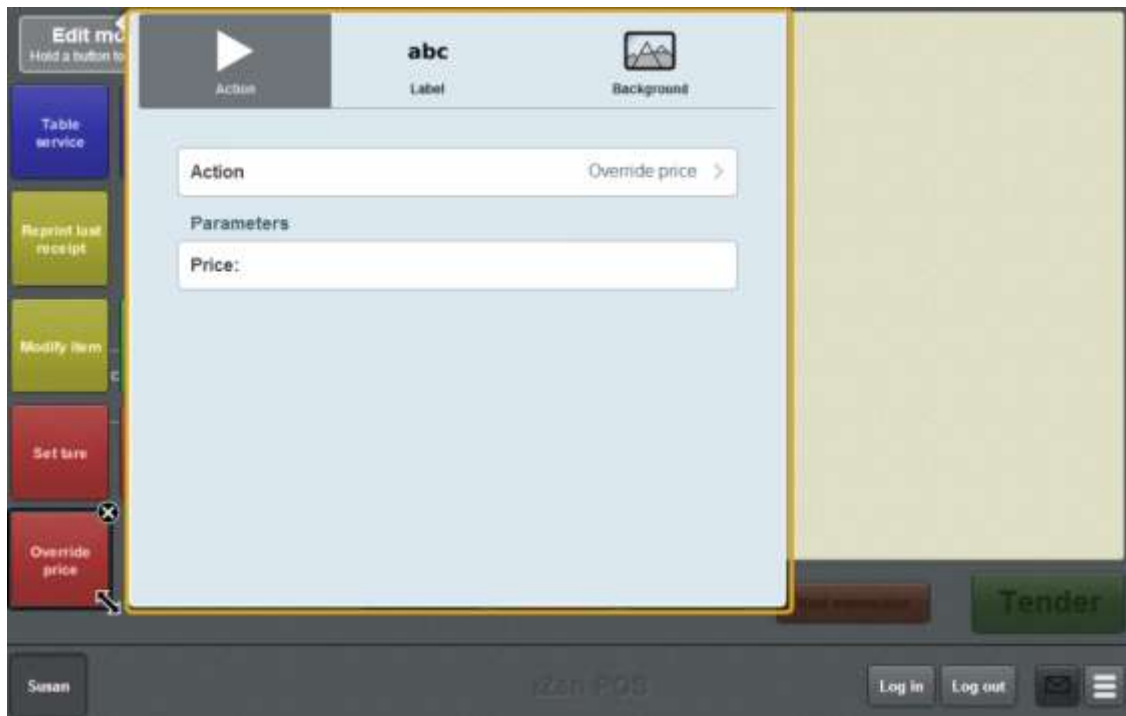 Edit mo
Hold a button to
Action
abc
Label
Background
Table
service
Action
Override price
Parameters
Reprint last
receipt
Price:
Modify item
Set tare
Override
price
Tender
Susan
Log in
Log out